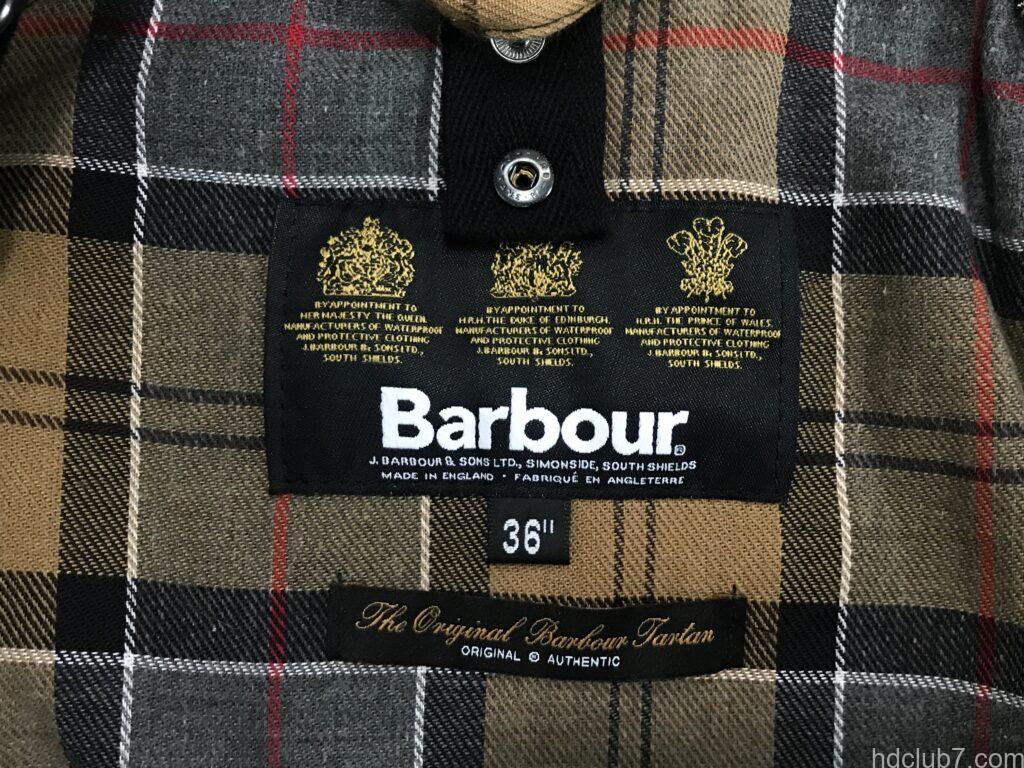 BY APPOINTMENT TO
HER MAJESTY THE QUEEN
MANUFACTURERS OF WATERPROOF
AND PROTECTIVE CLOTHING
J.BARBOUR & SONS LTD.,
SOUTH SHIELDS.
BY APPOINTMENT TO
H.R.H. THE DUKE OF EDINBURGH.
MANUFACTURERS OF WATERPROOF
AND PROTECTIVE CLOTHING
J.BARBOUR & SONS LTD.,
SOUTH SHIELDS.
BY APPOINTMENT TO
H.R.H. THE PRINCE OF WALES.
MANUFACTURERS OF WATERPROOF
AND PROTECTIVE CLOTHING
J.BARBOUR & SONS LTD.,
SOUTH SHIELDS.
Barbour®
J. BARBOUR & SONS LTD., SIMONSIDE, SOUTH SHIELDS
MADE IN ENGLAND · FABRIQUÉ EN ANGLETERRE
36"
The Original Barbour Tartan
ORIGINAL ® AUTHENTIC
hdclub7.com